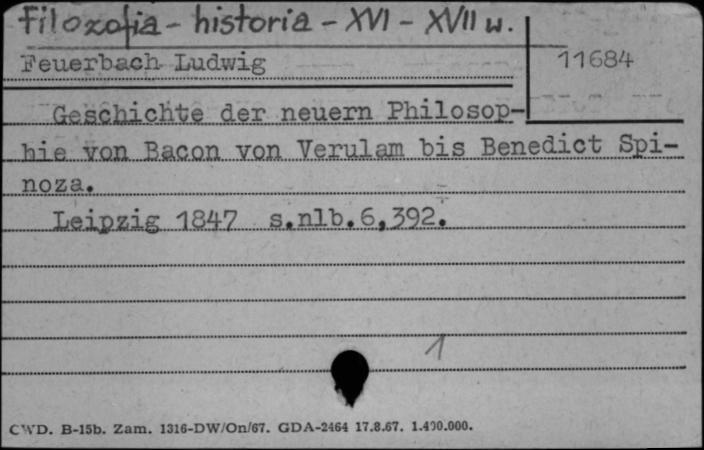 Filozofia - historia - XVI - XVII w.
Feuerbach Ludwig
11684
Geschichte der neuern Philosop-
hie von Bacon von Verulam bis Benedict Spi-
noza.
Leipzig 1847 s.nlb.6,392.
1
CWD. B-15b. Zam. 1316-DW/On/67. GDA-2464 17.8.67. 1.400.000.